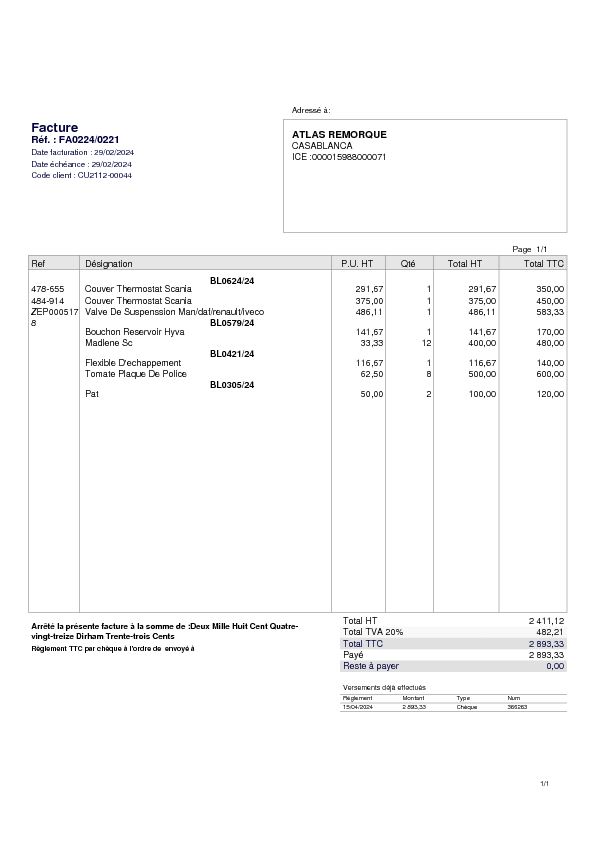 Adressé à:
Facture
Réf. : FA0224/0221
Date facturation : 29/02/2024
Date échéance : 29/02/2024
Code client : CU2112-00044
ATLAS REMORQUE
CASABLANCA
ICE :000015988000071
Page 1/1
Ref Désignation P.U. HT Qté Total HT Total TTC
BL0624/24
478-655 Couver Thermostat Scania 291,67 1 291,67 350,00
484-914 Couver Thermostat Scania 375,00 1 375,00 450,00
ZEP000517 Valve De Suspenssion Man/daf/renault/iveco 486,11 1 486,11 583,33
8 BL0579/24
Bouchon Reservoir Hyva 141,67 1 141,67 170,00
Madlene Sc 33,33 12 400,00 480,00
BL0421/24
Flexible D'echappement 116,67 1 116,67 140,00
Tomate Plaque De Police 62,50 8 500,00 600,00
BL0305/24
Pat 50,00 2 100,00 120,00
Arrêté la présente facture à la somme de :Deux Mille Huit Cent Quatre-
vingt-treize Dirham Trente-trois Cents
Règlement TTC par chèque à l'ordre de envoyé à
Total HT 2 411,12
Total TVA 20% 482,21
Total TTC 2 893,33
Payé 2 893,33
Reste à payer 0,00
Versements déjà effectués
Règlement Montant Type Num
15/04/2024 2 893,33 Chèque 366263
1/1